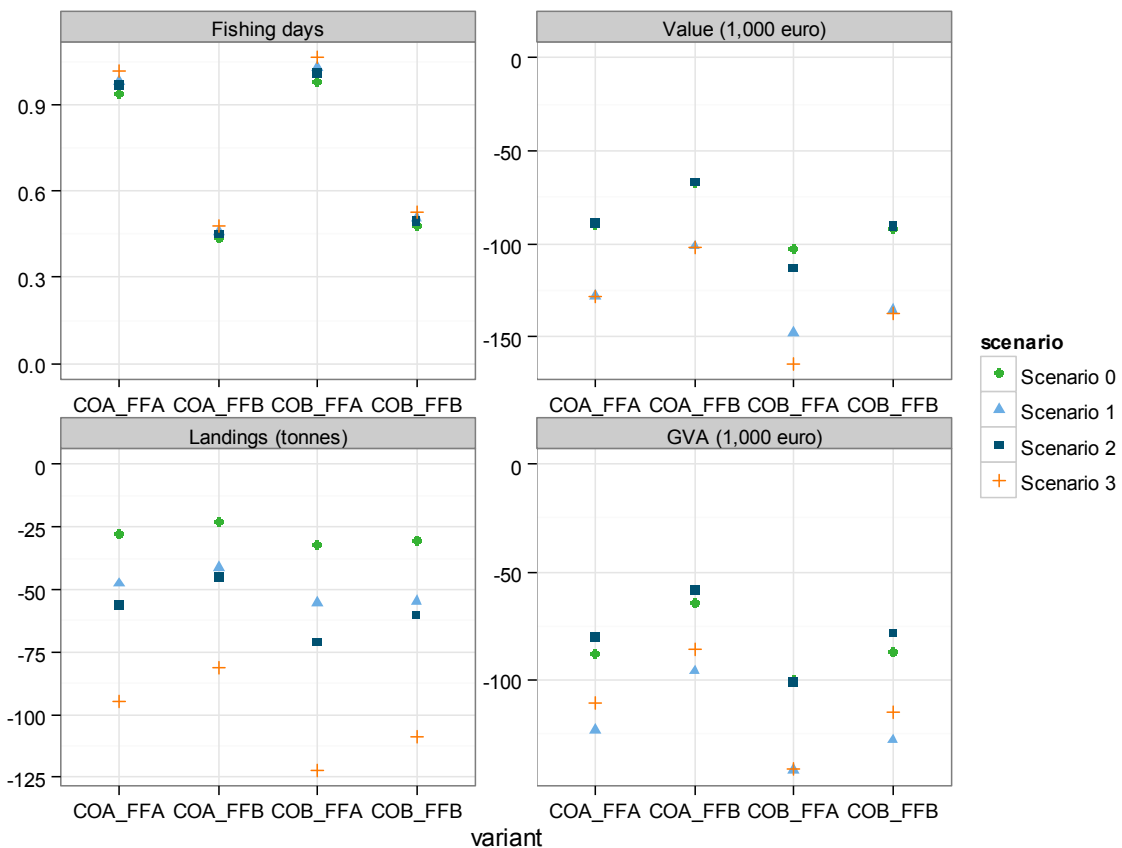 Fishing days
0.9
0.6
0.3
0.0
COA_FFA COA_FFB COB_FFA COB_FFB
Value (1,000 euro)
0
-50
-100
-150
COA_FFA COA_FFB COB_FFA COB_FFB
Landings (tonnes)
0
-25
-50
-75
-100
-125
COA_FFA COA_FFB COB_FFA COB_FFB
GVA (1,000 euro)
0
-50
-100
COA_FFA COA_FFB COB_FFA COB_FFB
variant
scenario
Scenario 0
Scenario 1
Scenario 2
Scenario 3